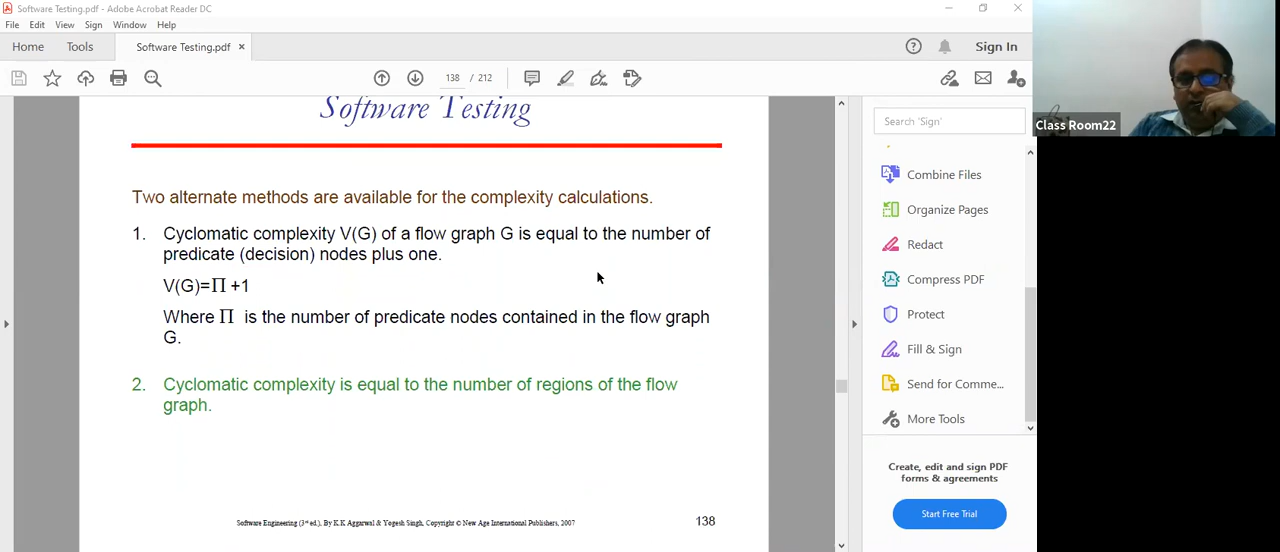 Software Testing.pdf - Adobe Acrobat Reader DC
File Edit View Sign Window Help
Home Tools Software Testing.pdf × Sign In
138 / 212
Software Testing
Two alternate methods are available for the complexity calculations.
1. Cyclomatic complexity V(G) of a flow graph G is equal to the number of
predicate (decision) nodes plus one.
V(G)=Π +1
Where Π is the number of predicate nodes contained in the flow graph
G.
2. Cyclomatic complexity is equal to the number of regions of the flow
graph.
Software Engineering (3rd ed.), By K.K Aggarwal & Yogesh Singh, Copyright © New Age International Publishers, 2007
138
Search 'Sign'
Combine Files
Organize Pages
Redact
Compress PDF
Protect
Fill & Sign
Send for Comme...
More Tools
Create, edit and sign PDF
forms & agreements
Start Free Trial
Class Room22